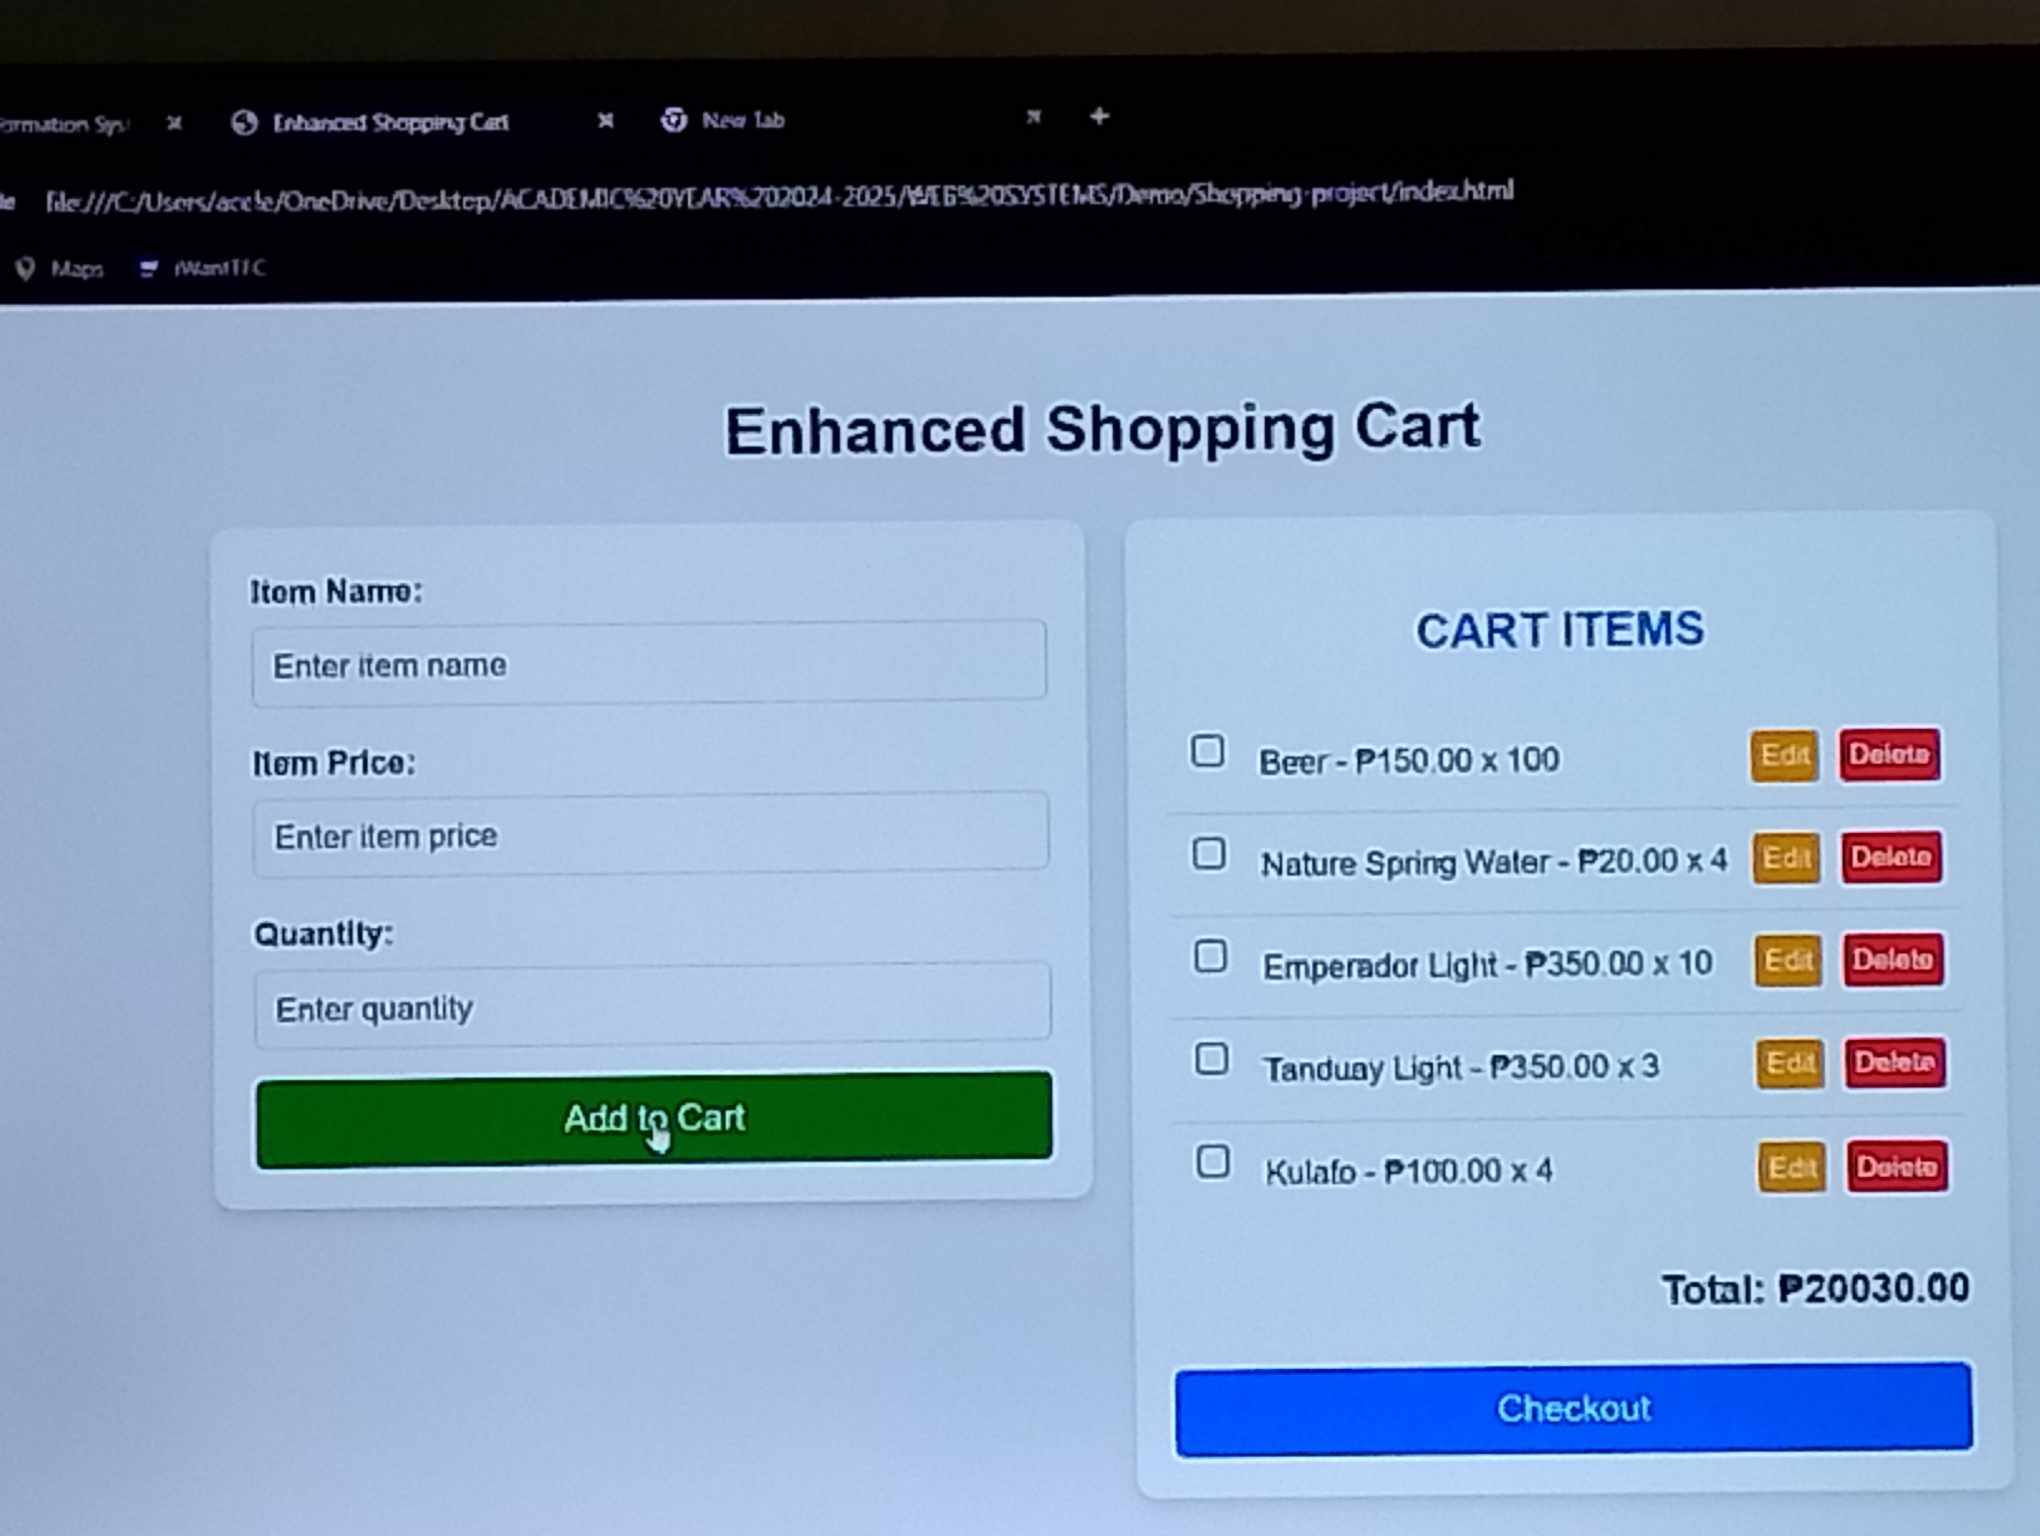 ormation Sys
Enhanced Shopping Cart
New Tab
file:///C:/Users/ /OneDrive/Desktop/ACADEMIC%20YEAR%202024-2025/WEB%20SYSTEMS/Demo/Shopping-project/index.html
Maps
iWantTFC
Enhanced Shopping Cart
Item Name:
Enter item name
Item Price:
Enter item price
Quantity:
Enter quantity
Add to Cart
CART ITEMS
Beer - ₱150.00 x 100 Edit Delete
Nature Spring Water - ₱20.00 x 4 Edit Delete
Emperador Light - ₱350.00 x 10 Edit Delete
Tanduay Light - ₱350.00 x 3 Edit Delete
Kulafo - ₱100.00 x 4 Edit Delete
Total: ₱20030.00
Checkout